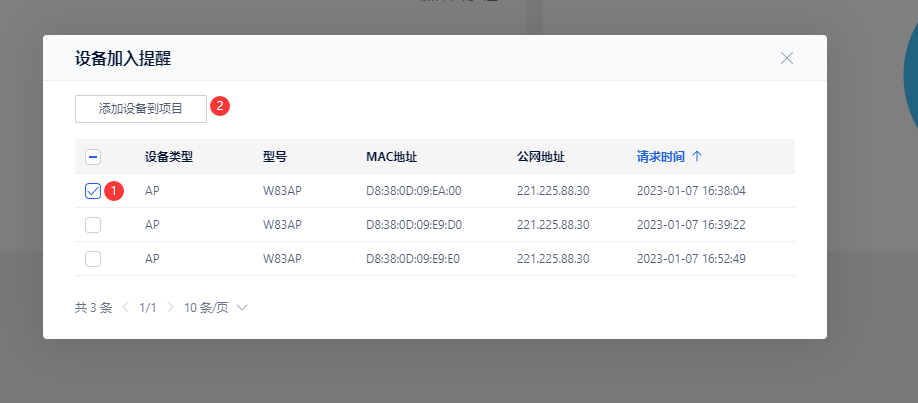 设备加入提醒
添加设备到项目 2
设备类型 型号 MAC地址 公网地址 请求时间
1 AP W83AP D8:38:0D:09:EA:00 221.225.88.30 2023-01-07 16:38:04
AP W83AP D8:38:0D:09:E9:D0 221.225.88.30 2023-01-07 16:39:22
AP W83AP D8:38:0D:09:E9:E0 221.225.88.30 2023-01-07 16:52:49
共 3 条 1/1 10 条/页